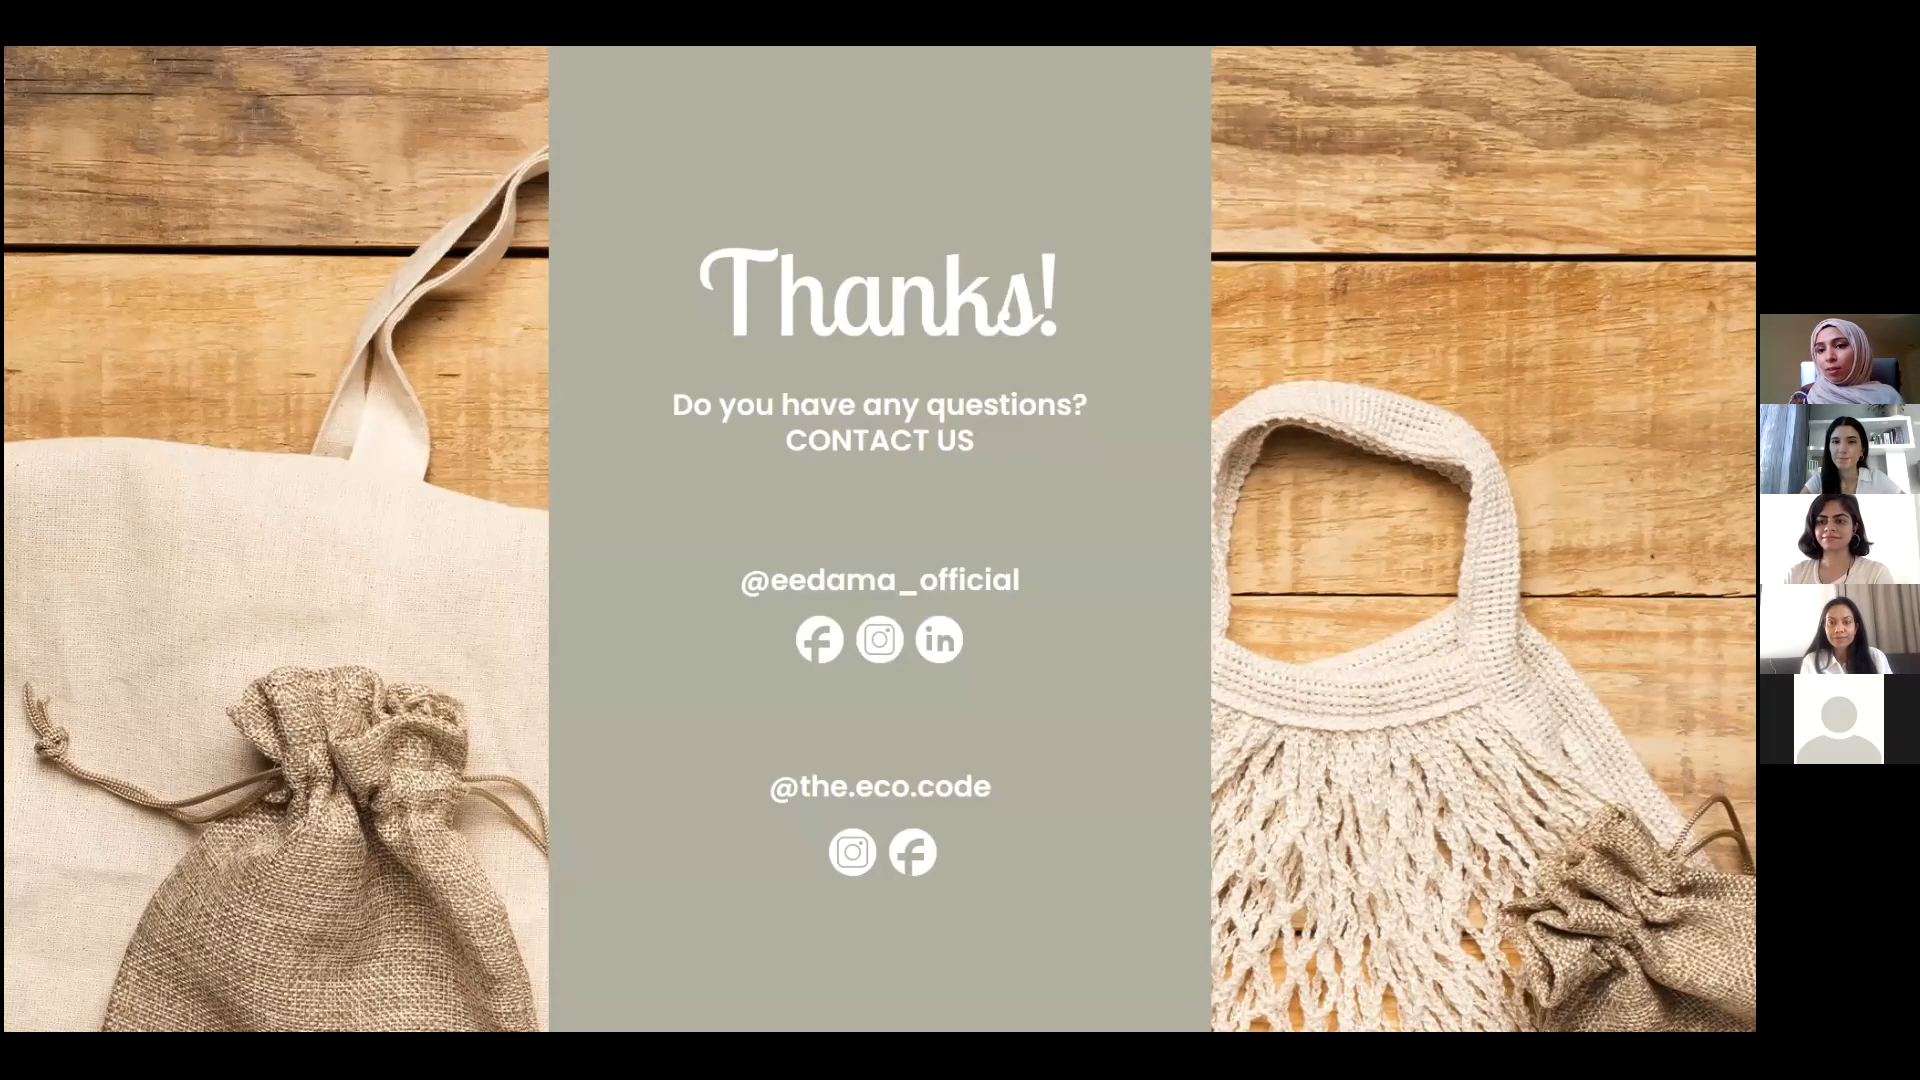 Thanks!
Do you have any questions?
CONTACT US
@eedama_official
@the.eco.code